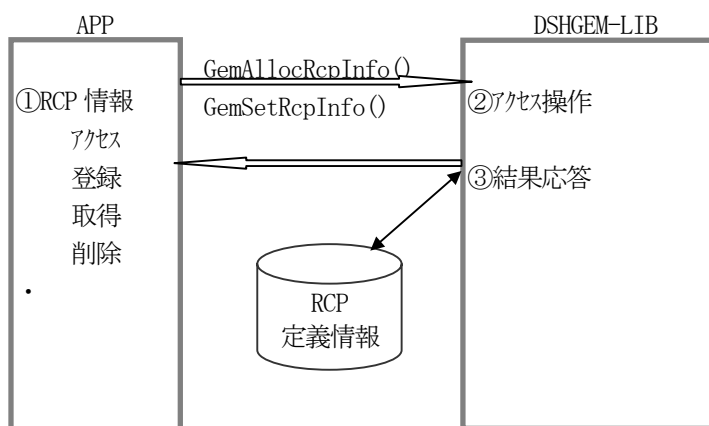 APP
DSHGEM-LIB
GemAllocRcpInfo()
①RCP 情報
GemSetRcpInfo()
②アクセス操作
アクセス
登録
③結果応答
取得
削除
・
RCP
定義情報